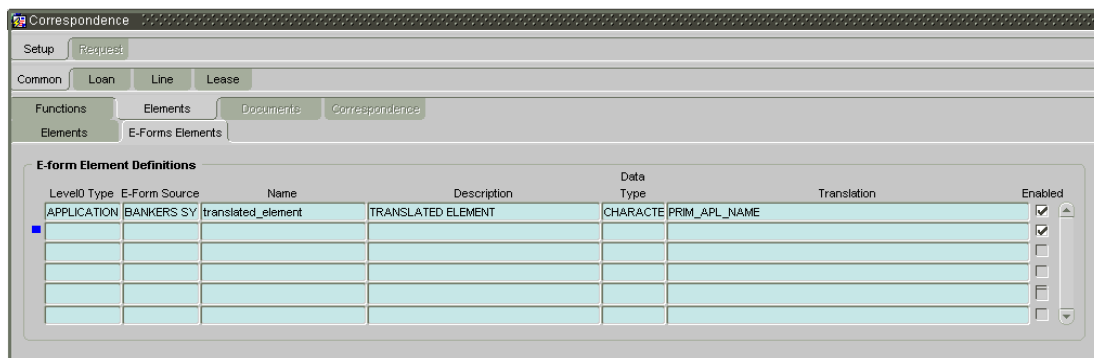 Correspondence
Setup Request
Common Loan Line Lease
Functions Elements Documents Correspondence
Elements E-Forms Elements
E-form Element Definitions
Data
Level0 Type E-Form Source Name Description Type Translation Enabled
APPLICATION BANKERS SY translated_element TRANSLATED ELEMENT CHARACTE PRIM_APL_NAME